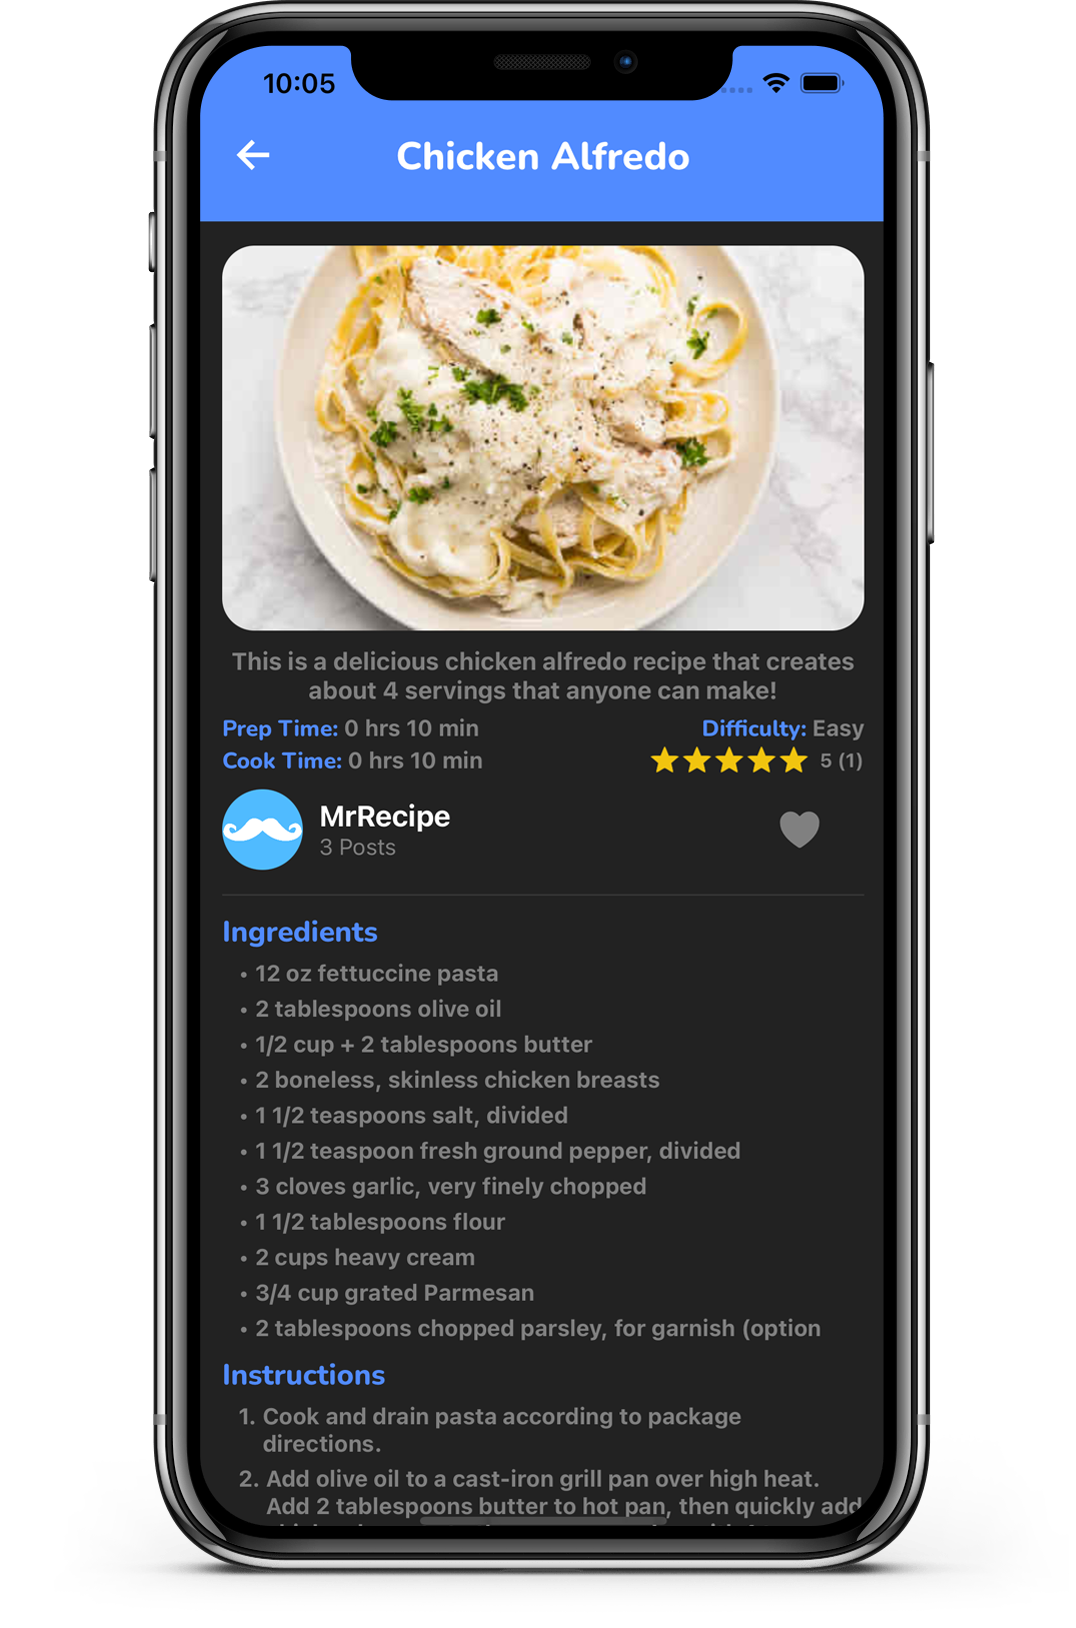 10:05
Chicken Alfredo
This is a delicious chicken alfredo recipe that creates
about 4 servings that anyone can make!
Prep Time: 0 hrs 10 min
Difficulty: Easy
Cook Time: 0 hrs 10 min
5 (1)
MrRecipe
3 Posts
Ingredients
• 12 oz fettuccine pasta
• 2 tablespoons olive oil
• 1/2 cup + 2 tablespoons butter
• 2 boneless, skinless chicken breasts
• 1 1/2 teaspoons salt, divided
• 1 1/2 teaspoon fresh ground pepper, divided
• 3 cloves garlic, very finely chopped
• 1 1/2 tablespoons flour
• 2 cups heavy cream
• 3/4 cup grated Parmesan
• 2 tablespoons chopped parsley, for garnish (option
Instructions
1. Cook and drain pasta according to package
directions.
2. Add olive oil to a cast-iron grill pan over high heat.
Add 2 tablespoons butter to hot pan, then quickly add